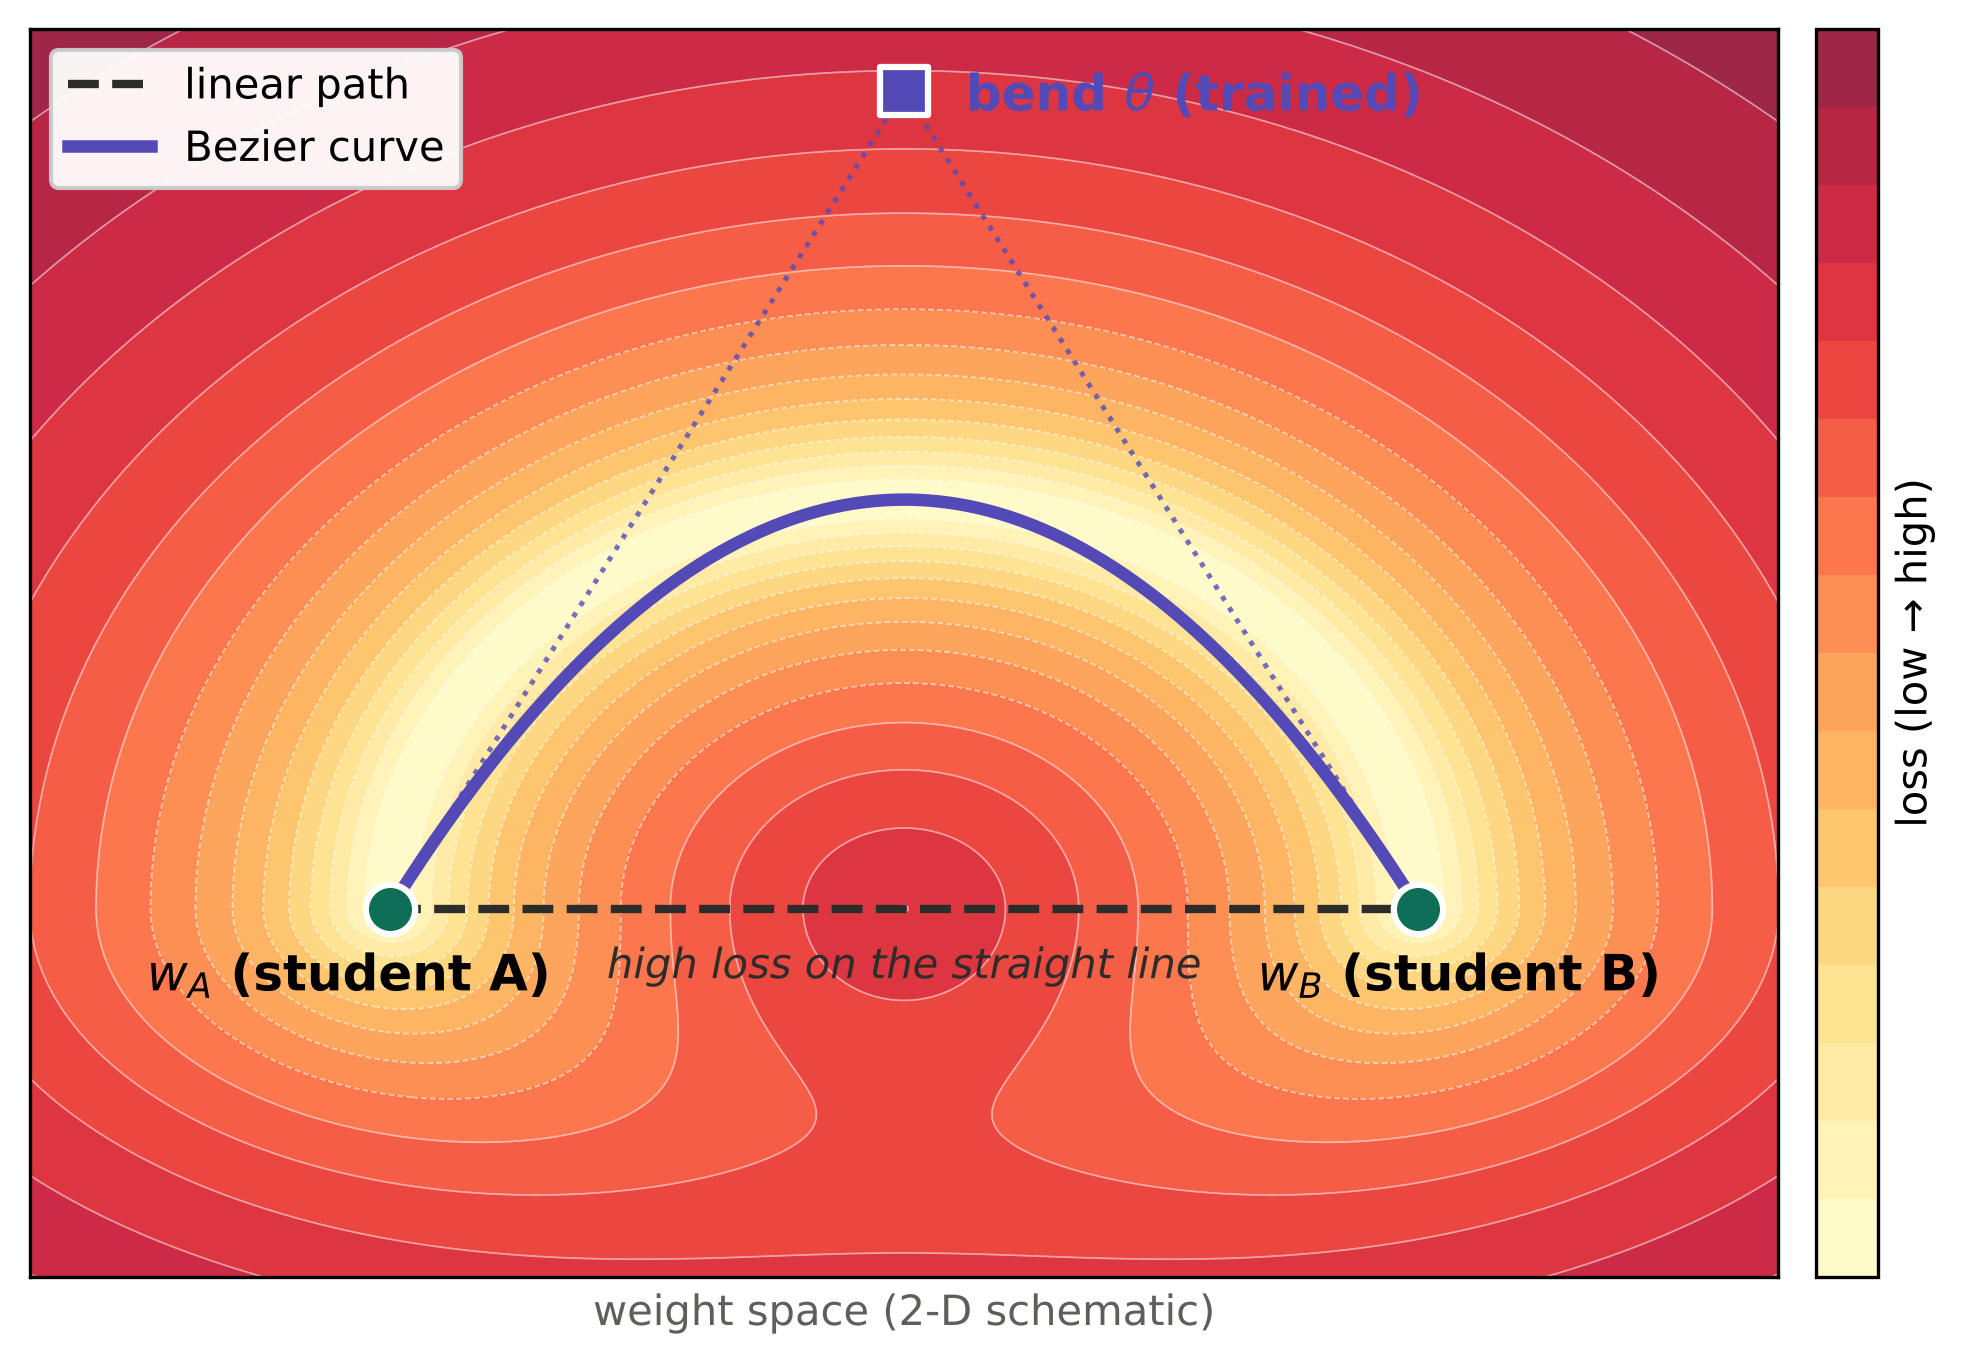 linear path
Bezier curve
bend θ (trained)
w_A (student A)
high loss on the straight line
w_B (student B)
weight space (2-D schematic)
loss (low → high)